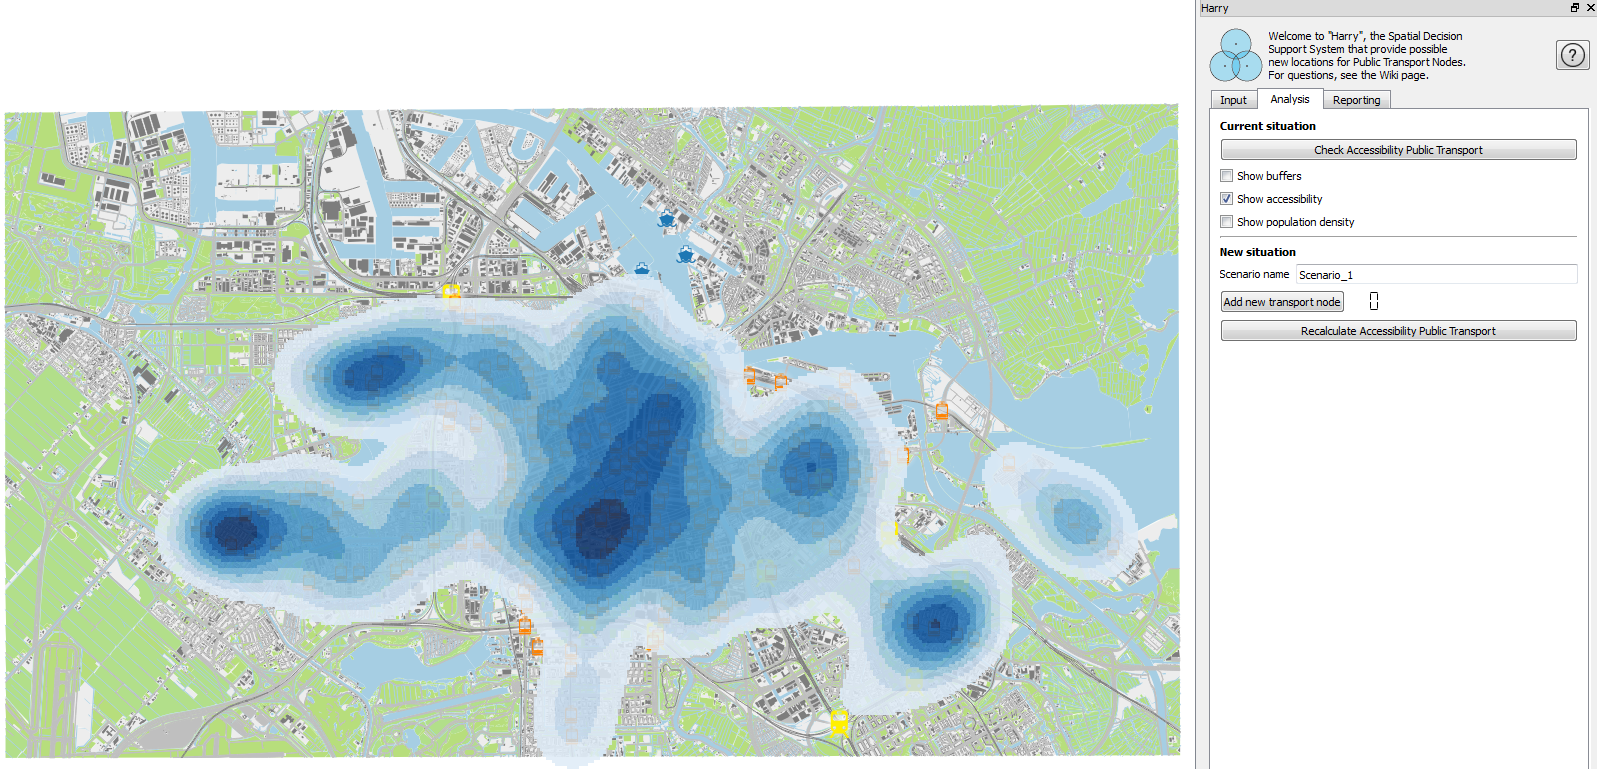 Harry
Welcome to "Harry", the Spatial Decision
Support System that provide possible
new locations for Public Transport Nodes.
For questions, see the Wiki page.
?
Input Analysis Reporting
Current situation
Check Accessibility Public Transport
Show buffers
Show accessibility
Show population density
New situation
Scenario name Scenario_1
Add new transport node
Recalculate Accessibility Public Transport